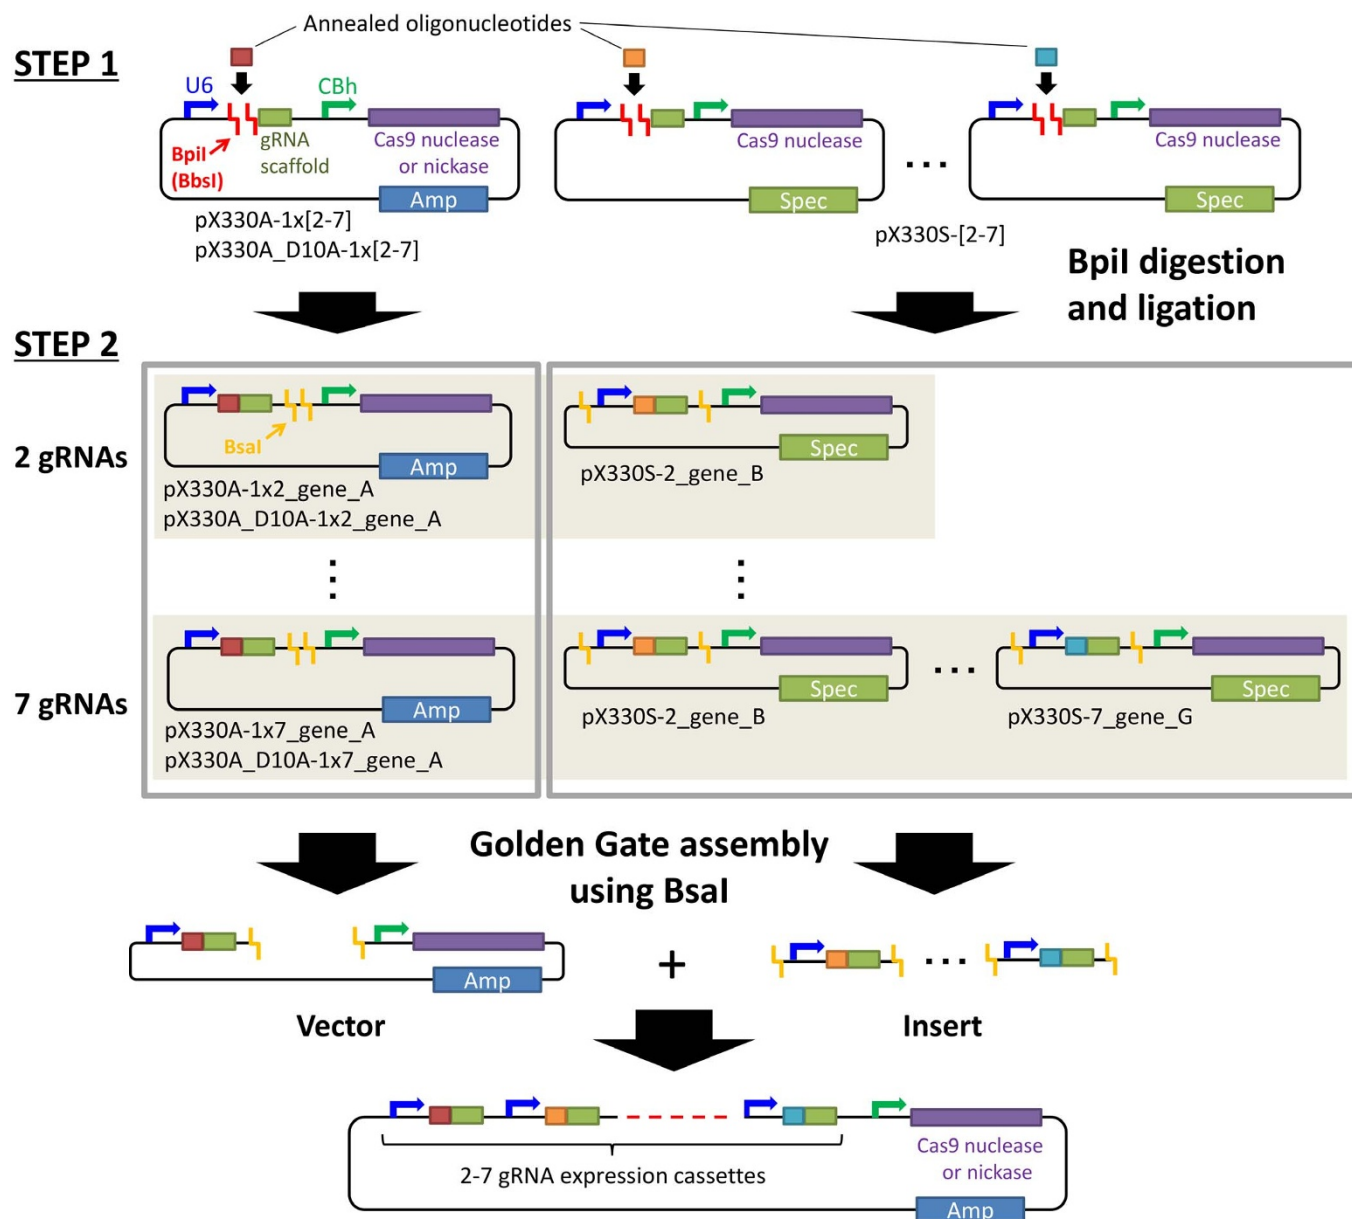 Annealed oligonucleotides
STEP 1
U6
CBh
BpiI
(BbsI)
gRNA
scaffold
Cas9 nuclease
or nickase
Amp
pX330A-1x[2-7]
pX330A_D10A-1x[2-7]
Cas9 nuclease
Spec
...
Cas9 nuclease
Spec
pX330S-[2-7]
BpiI digestion
and ligation
STEP 2
2 gRNAs
BsaI
Amp
pX330A-1x2_gene_A
pX330A_D10A-1x2_gene_A
Spec
pX330S-2_gene_B
7 gRNAs
Amp
pX330A-1x7_gene_A
pX330A_D10A-1x7_gene_A
Spec
pX330S-2_gene_B
...
Spec
pX330S-7_gene_G
Golden Gate assembly
using BsaI
Amp
Vector
+
...
Insert
2-7 gRNA expression cassettes
Cas9 nuclease
or nickase
Amp